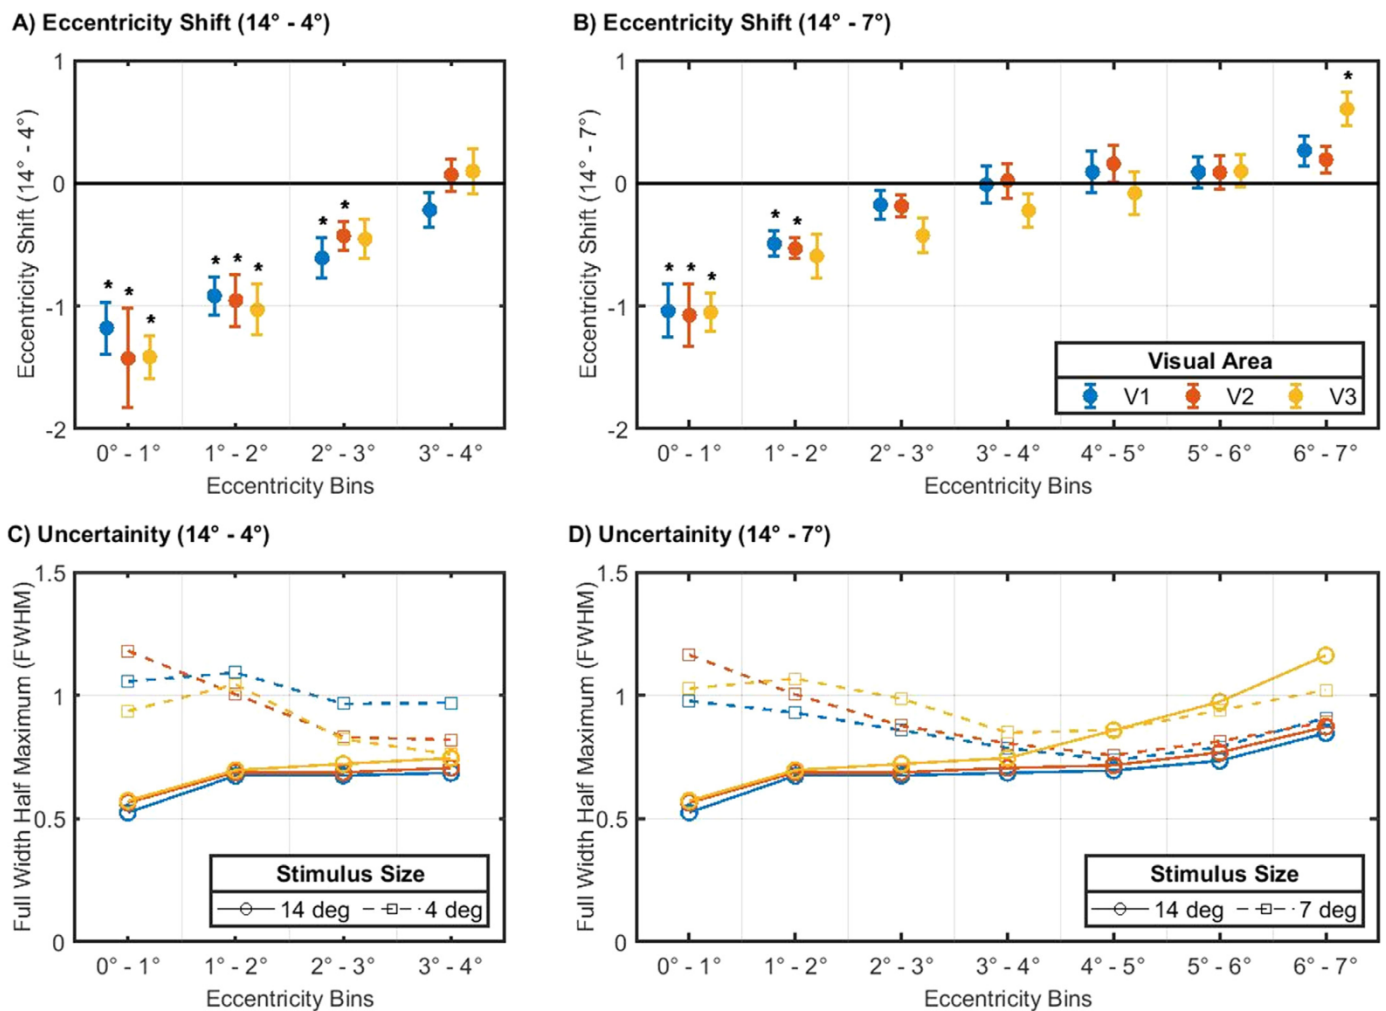 A) Eccentricity Shift (14° - 4°)
B) Eccentricity Shift (14° - 7°)
Eccentricity Shift (14° - 4°)
1
0
-1
-2
* * *
* * *
* *
0° - 1° 1° - 2° 2° - 3° 3° - 4°
Eccentricity Bins
Eccentricity Shift (14° - 7°)
1
0
-1
-2
* * *
* *
*
Visual Area
V1 V2 V3
0° - 1° 1° - 2° 2° - 3° 3° - 4° 4° - 5° 5° - 6° 6° - 7°
Eccentricity Bins
C) Uncertainity (14° - 4°)
D) Uncertainity (14° - 7°)
Full Width Half Maximum (FWHM)
1.5
1
0.5
0
Stimulus Size
14 deg 4 deg
0° - 1° 1° - 2° 2° - 3° 3° - 4°
Eccentricity Bins
Full Width Half Maximum (FWHM)
1.5
1
0.5
0
Stimulus Size
14 deg 7 deg
0° - 1° 1° - 2° 2° - 3° 3° - 4° 4° - 5° 5° - 6° 6° - 7°
Eccentricity Bins